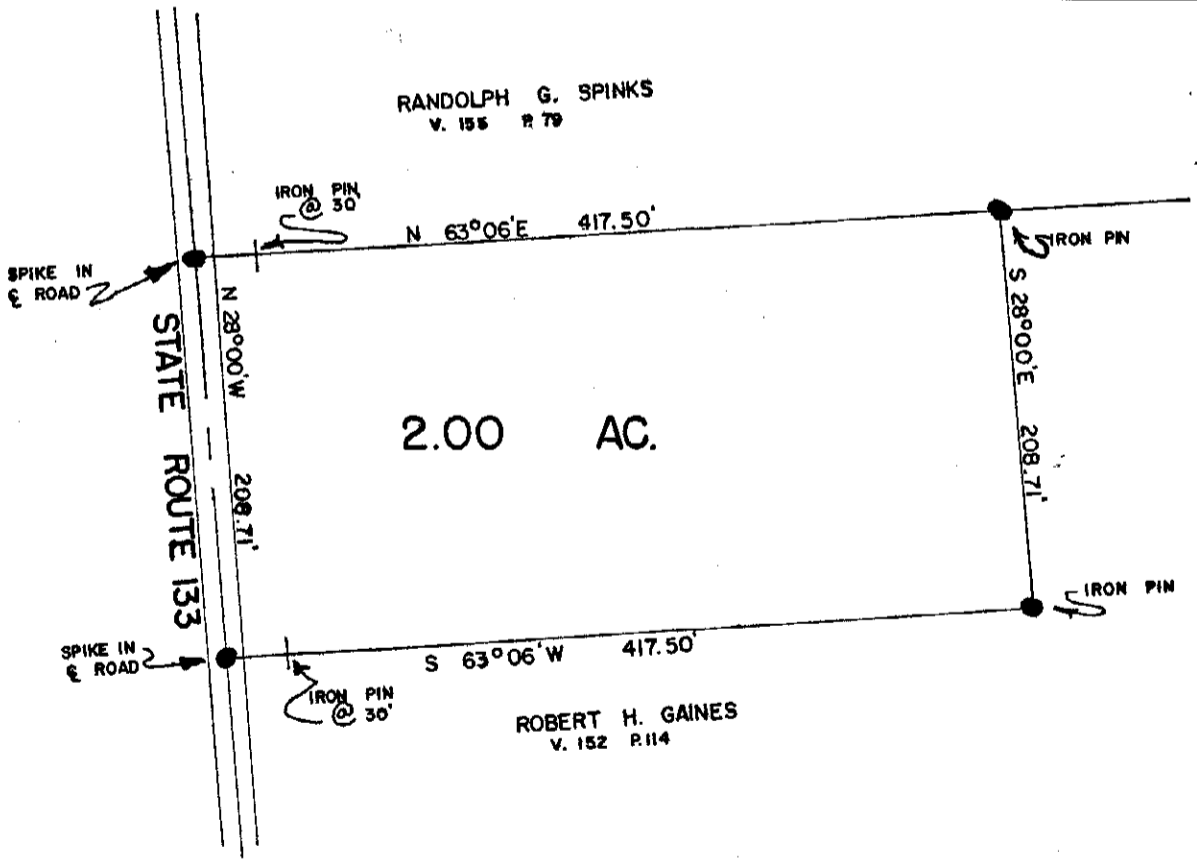 RANDOLPH G. SPINKS
V. 155 P. 79
IRON PIN
@ 30'
N 63°06'E 417.50'
IRON PIN
SPIKE IN
℄ ROAD
N 28°00'W 208.71'
STATE ROUTE 133
2.00 AC.
S 28°00'E 208.71'
IRON PIN
SPIKE IN
℄ ROAD
S 63°06'W 417.50'
IRON PIN
@ 30'
ROBERT H. GAINES
V. 152 P. 114